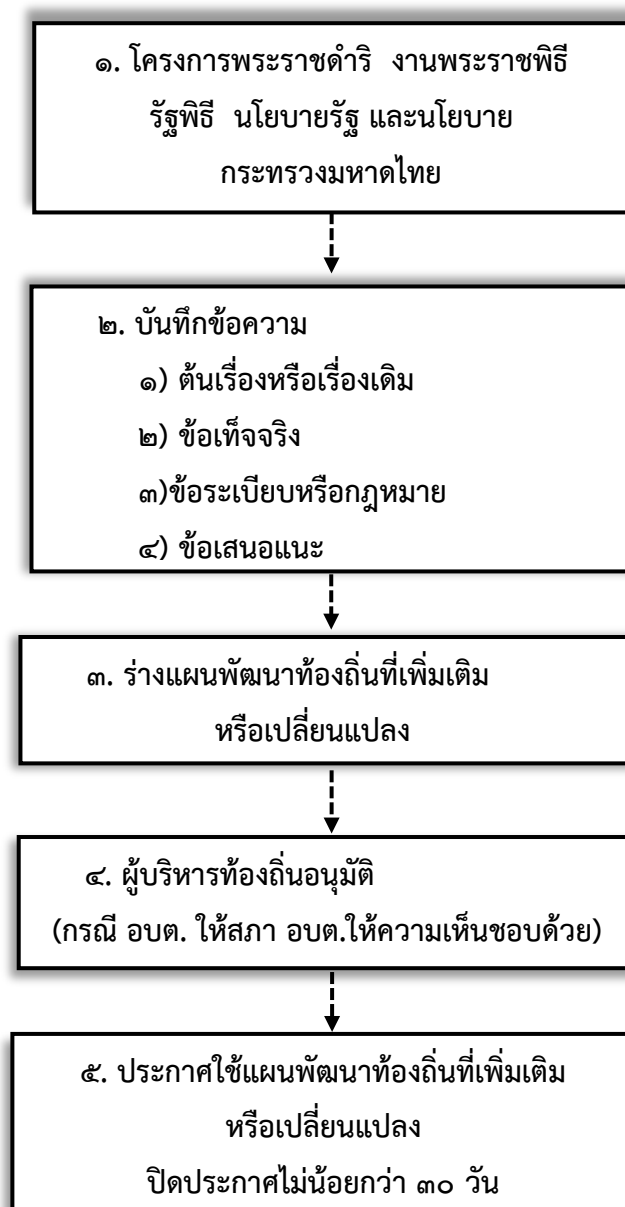 ๑. โครงการพระราชดำริ งานพระราชพิธี
รัฐพิธี นโยบายรัฐ และนโยบาย
กระทรวงมหาดไทย
๒. บันทึกข้อความ
๑) ต้นเรื่องหรือเรื่องเดิม
๒) ข้อเท็จจริง
๓)ข้อระเบียบหรือกฎหมาย
๔) ข้อเสนอแนะ
๓. ร่างแผนพัฒนาท้องถิ่นที่เพิ่มเติม
หรือเปลี่ยนแปลง
๔. ผู้บริหารท้องถิ่นอนุมัติ
(กรณี อบต. ให้สภา อบต.ให้ความเห็นชอบด้วย)
๕. ประกาศใช้แผนพัฒนาท้องถิ่นที่เพิ่มเติม
หรือเปลี่ยนแปลง
ปิดประกาศไม่น้อยกว่า ๓๐ วัน